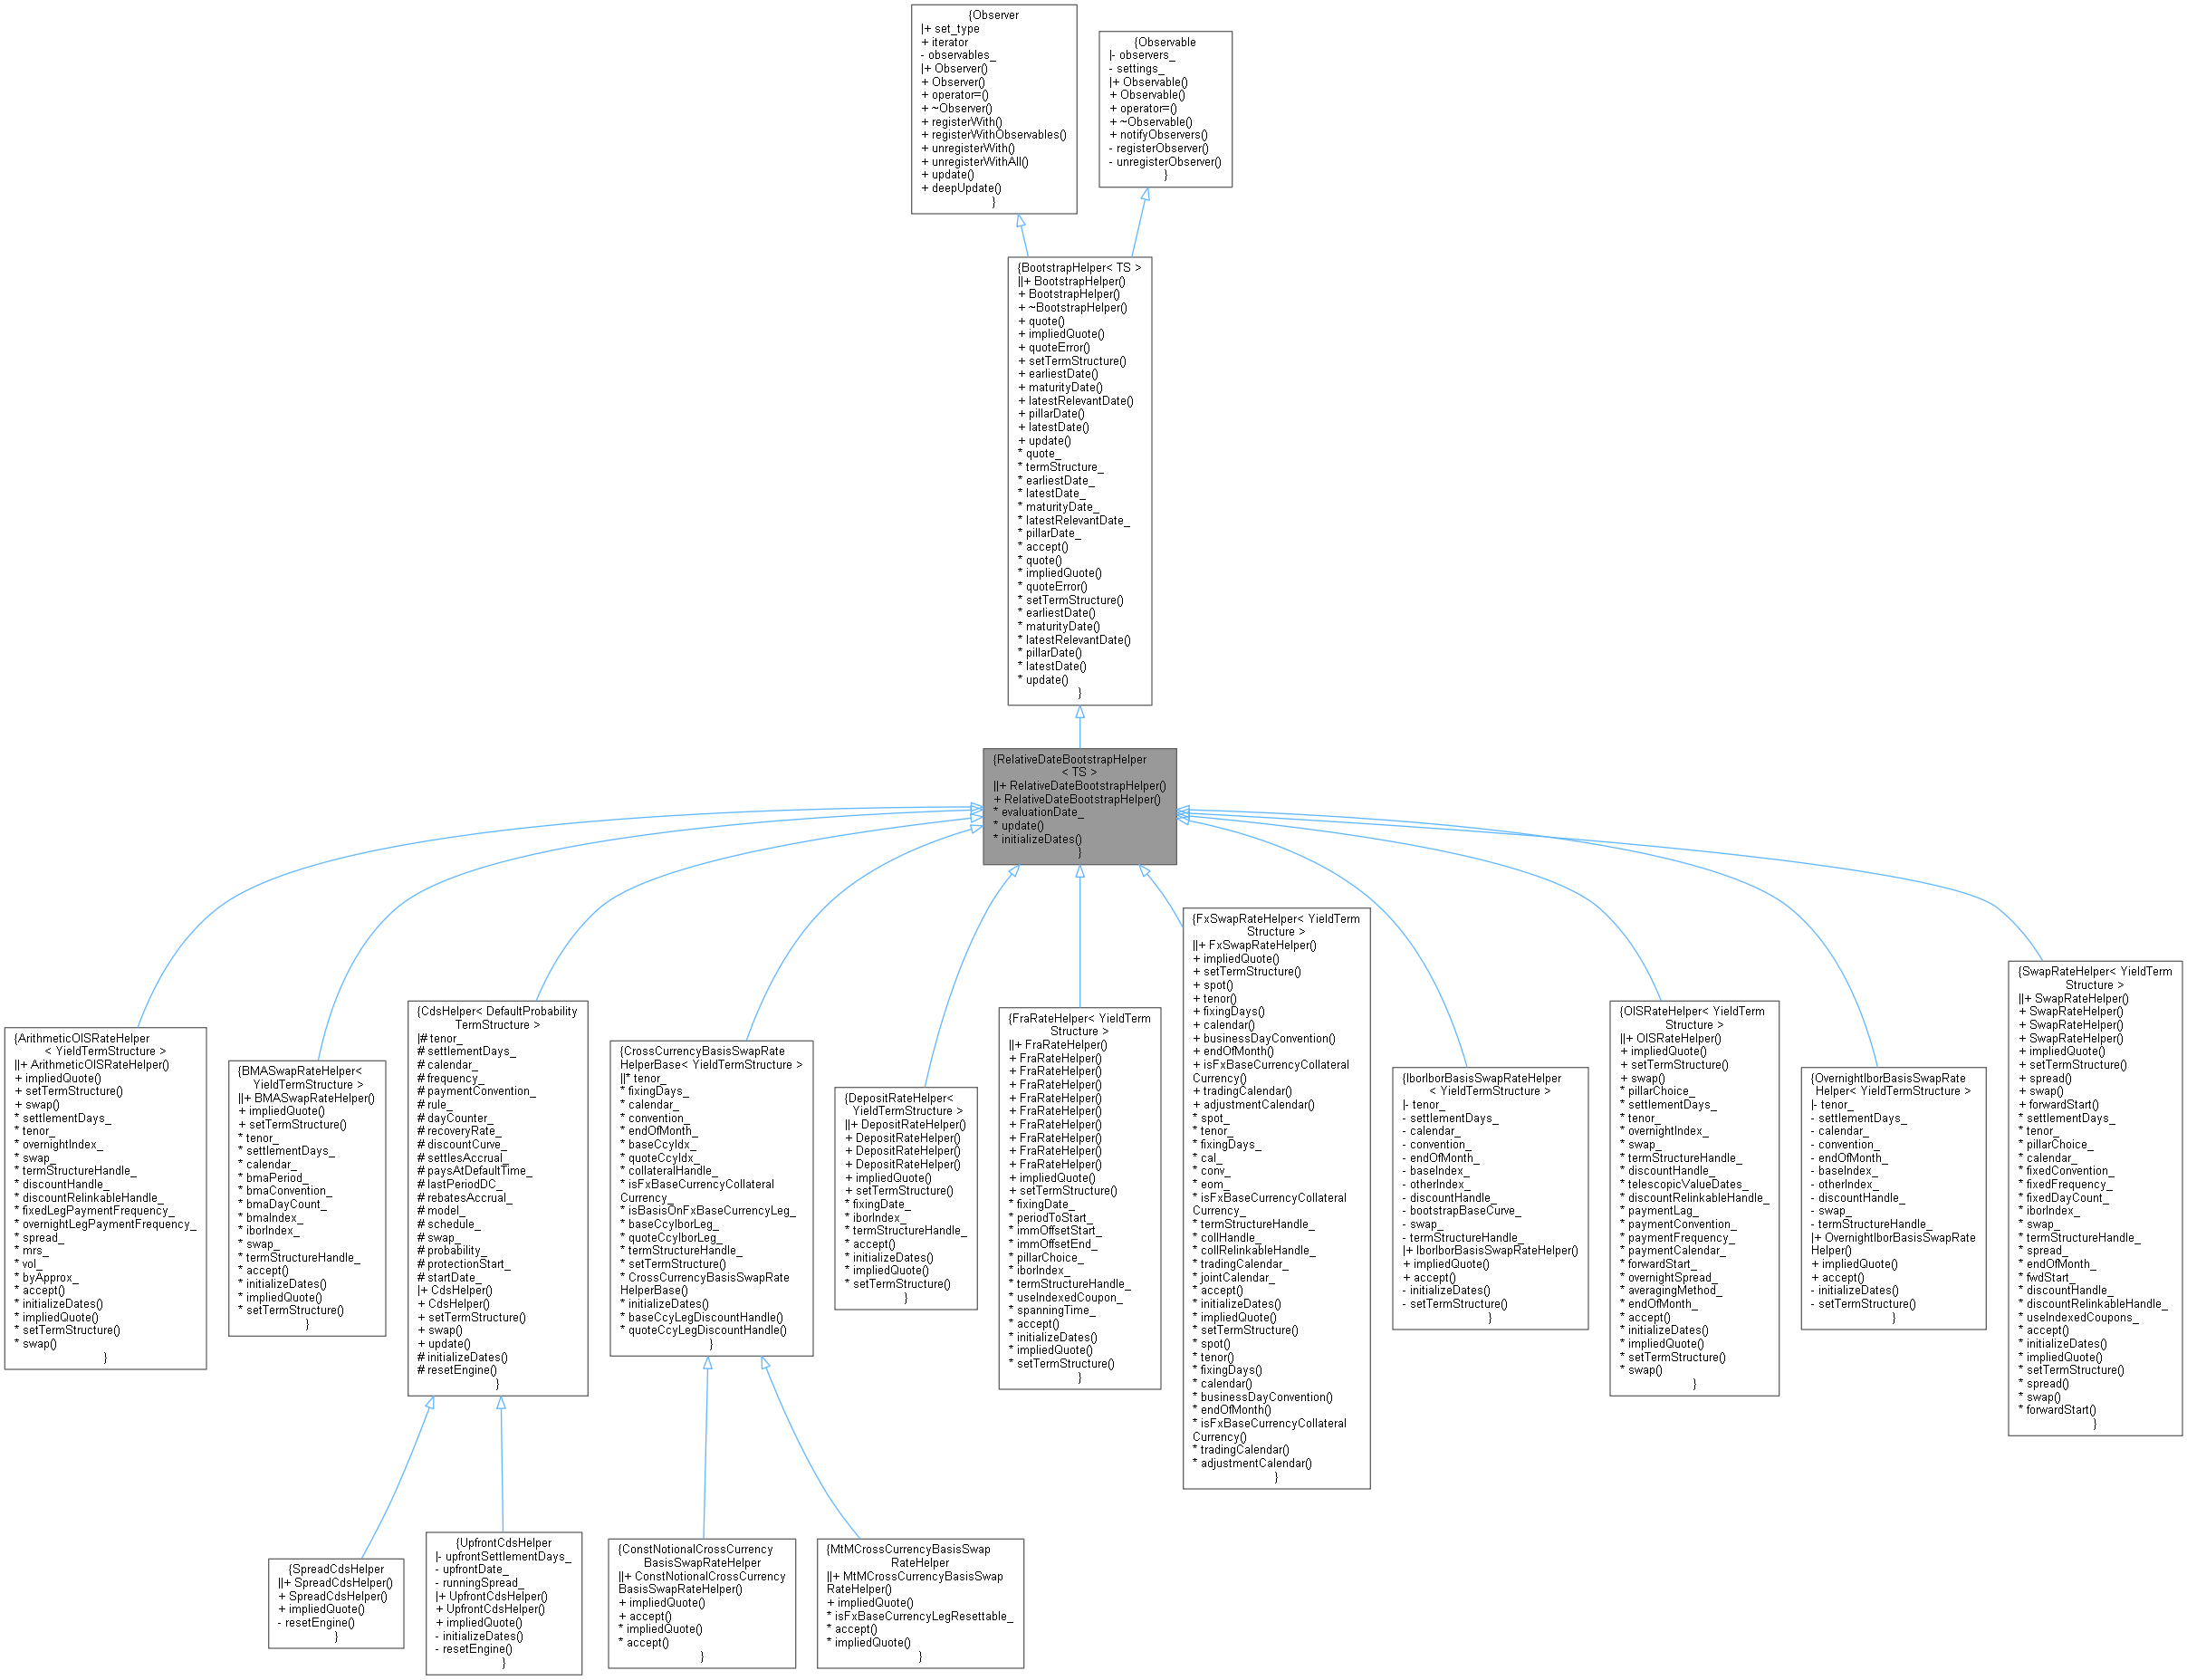 {Observer
|+ set_type
+ iterator
- observables_
|+ Observer()
+ Observer()
+ operator=()
+ ~Observer()
+ registerWith()
+ registerWithObservables()
+ unregisterWith()
+ unregisterWithAll()
+ update()
+ deepUpdate()
}
{Observable
|- observers_
- settings_
|+ Observable()
+ Observable()
+ operator=()
+ ~Observable()
+ notifyObservers()
- registerObserver()
- unregisterObserver()
}
{BootstrapHelper< TS >
||+ BootstrapHelper()
+ BootstrapHelper()
+ ~BootstrapHelper()
+ quote()
+ impliedQuote()
+ quoteError()
+ setTermStructure()
+ earliestDate()
+ maturityDate()
+ latestRelevantDate()
+ pillarDate()
+ latestDate()
+ update()
* quote_
* termStructure_
* earliestDate_
* latestDate_
* maturityDate_
* latestRelevantDate_
* pillarDate_
* accept()
* quote()
* impliedQuote()
* quoteError()
* setTermStructure()
* earliestDate()
* maturityDate()
* latestRelevantDate()
* pillarDate()
* latestDate()
* update()
}
{RelativeDateBootstrapHelper
< TS >
||+ RelativeDateBootstrapHelper()
+ RelativeDateBootstrapHelper()
* evaluationDate_
* update()
* initializeDates()
}
{ArithmeticOISRateHelper
< YieldTermStructure >
||+ ArithmeticOISRateHelper()
+ impliedQuote()
+ setTermStructure()
+ swap()
* settlementDays_
* tenor_
* overnightIndex_
* swap_
* termStructureHandle_
* discountHandle_
* discountRelinkableHandle_
* fixedLegPaymentFrequency_
* overnightLegPaymentFrequency_
* spread_
* mrs_
* vol_
* byApprox_
* accept()
* initializeDates()
* impliedQuote()
* setTermStructure()
* swap()
}
{BMASwapRateHelper<
YieldTermStructure >
||+ BMASwapRateHelper()
+ impliedQuote()
+ setTermStructure()
* tenor_
* settlementDays_
* calendar_
* bmaPeriod_
* bmaConvention_
* bmaDayCount_
* bmaIndex_
* iborIndex_
* swap_
* termStructureHandle_
* accept()
* initializeDates()
* impliedQuote()
* setTermStructure()
}
{CdsHelper< DefaultProbability
TermStructure >
|# tenor_
# settlementDays_
# calendar_
# frequency_
# paymentConvention_
# rule_
# dayCounter_
# recoveryRate_
# discountCurve_
# settlesAccrual_
# paysAtDefaultTime_
# lastPeriodDC_
# rebatesAccrual_
# model_
# schedule_
# swap_
# probability_
# protectionStart_
# startDate_
|+ CdsHelper()
+ CdsHelper()
+ setTermStructure()
+ swap()
+ update()
# initializeDates()
# resetEngine()
}
{CrossCurrencyBasisSwapRate
HelperBase< YieldTermStructure >
||* tenor_
* fixingDays_
* calendar_
* convention_
* endOfMonth_
* baseCcyIdx_
* quoteCcyIdx_
* collateralHandle_
* isFxBaseCurrencyCollateral
Currency_
* isBasisOnFxBaseCurrencyLeg_
* baseCcyIborLeg_
* quoteCcyIborLeg_
* termStructureHandle_
* setTermStructure()
* CrossCurrencyBasisSwapRate
HelperBase()
* initializeDates()
* baseCcyLegDiscountHandle()
* quoteCcyLegDiscountHandle()
}
{DepositRateHelper<
YieldTermStructure >
||+ DepositRateHelper()
+ DepositRateHelper()
+ DepositRateHelper()
+ DepositRateHelper()
+ impliedQuote()
+ setTermStructure()
* fixingDate_
* iborIndex_
* termStructureHandle_
* accept()
* initializeDates()
* impliedQuote()
* setTermStructure()
}
{FraRateHelper< YieldTerm
Structure >
||+ FraRateHelper()
+ FraRateHelper()
+ FraRateHelper()
+ FraRateHelper()
+ FraRateHelper()
+ FraRateHelper()
+ FraRateHelper()
+ FraRateHelper()
+ FraRateHelper()
+ FraRateHelper()
+ impliedQuote()
+ setTermStructure()
* fixingDate_
* periodToStart_
* immOffsetStart_
* immOffsetEnd_
* pillarChoice_
* iborIndex_
* termStructureHandle_
* useIndexedCoupon_
* spanningTime_
* accept()
* initializeDates()
* impliedQuote()
* setTermStructure()
}
{FxSwapRateHelper< YieldTerm
Structure >
||+ FxSwapRateHelper()
+ impliedQuote()
+ setTermStructure()
+ spot()
+ tenor()
+ fixingDays()
+ calendar()
+ businessDayConvention()
+ endOfMonth()
+ isFxBaseCurrencyCollateral
Currency()
+ tradingCalendar()
+ adjustmentCalendar()
* spot_
* tenor_
* fixingDays_
* cal_
* conv_
* eom_
* isFxBaseCurrencyCollateral
Currency_
* termStructureHandle_
* collHandle_
* collRelinkableHandle_
* tradingCalendar_
* jointCalendar_
* accept()
* initializeDates()
* impliedQuote()
* setTermStructure()
* spot()
* tenor()
* fixingDays()
* calendar()
* businessDayConvention()
* endOfMonth()
* isFxBaseCurrencyCollateral
Currency()
* tradingCalendar()
* adjustmentCalendar()
}
{IborIborBasisSwapRateHelper
< YieldTermStructure >
|- tenor_
- settlementDays_
- calendar_
- convention_
- endOfMonth_
- baseIndex_
- otherIndex_
- discountHandle_
- bootstrapBaseCurve_
- swap_
- termStructureHandle_
|+ IborIborBasisSwapRateHelper()
+ impliedQuote()
+ accept()
- initializeDates()
- setTermStructure()
}
{OISRateHelper< YieldTerm
Structure >
||+ OISRateHelper()
+ impliedQuote()
+ setTermStructure()
+ swap()
* pillarChoice_
* settlementDays_
* tenor_
* overnightIndex_
* swap_
* termStructureHandle_
* discountHandle_
* telescopicValueDates_
* discountRelinkableHandle_
* paymentLag_
* paymentConvention_
* paymentFrequency_
* paymentCalendar_
* forwardStart_
* overnightSpread_
* averagingMethod_
* endOfMonth_
* accept()
* initializeDates()
* impliedQuote()
* setTermStructure()
* swap()
}
{OvernightIborBasisSwapRate
Helper< YieldTermStructure >
|- tenor_
- settlementDays_
- calendar_
- convention_
- endOfMonth_
- baseIndex_
- otherIndex_
- discountHandle_
- swap_
- termStructureHandle_
|+ OvernightIborBasisSwapRate
Helper()
+ impliedQuote()
+ accept()
- initializeDates()
- setTermStructure()
}
{SwapRateHelper< YieldTerm
Structure >
||+ SwapRateHelper()
+ SwapRateHelper()
+ SwapRateHelper()
+ SwapRateHelper()
+ impliedQuote()
+ setTermStructure()
+ spread()
+ swap()
+ forwardStart()
* settlementDays_
* tenor_
* pillarChoice_
* calendar_
* fixedConvention_
* fixedFrequency_
* fixedDayCount_
* iborIndex_
* swap_
* termStructureHandle_
* spread_
* endOfMonth_
* fwdStart_
* discountHandle_
* discountRelinkableHandle_
* useIndexedCoupons_
* accept()
* initializeDates()
* impliedQuote()
* setTermStructure()
* spread()
* swap()
* forwardStart()
}
{SpreadCdsHelper
||+ SpreadCdsHelper()
+ SpreadCdsHelper()
+ impliedQuote()
- resetEngine()
}
{UpfrontCdsHelper
|- upfrontSettlementDays_
- upfrontDate_
- runningSpread_
|+ UpfrontCdsHelper()
+ UpfrontCdsHelper()
+ impliedQuote()
- initializeDates()
- resetEngine()
}
{ConstNotionalCrossCurrency
BasisSwapRateHelper
||+ ConstNotionalCrossCurrency
BasisSwapRateHelper()
+ impliedQuote()
+ accept()
* impliedQuote()
* accept()
}
{MtMCrossCurrencyBasisSwap
RateHelper
||+ MtMCrossCurrencyBasisSwap
RateHelper()
+ impliedQuote()
* isFxBaseCurrencyLegResettable_
* accept()
* impliedQuote()
}